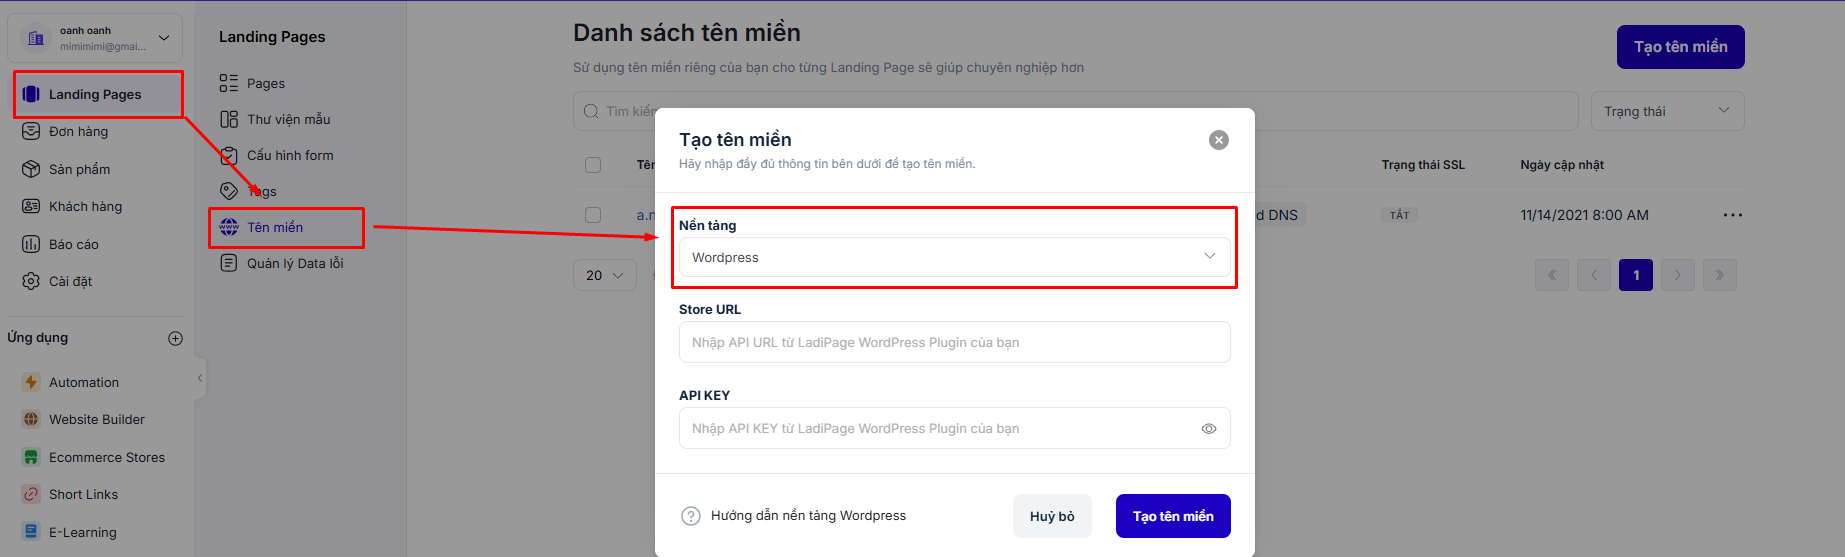 oanh oanh
mimimimi@gmai...
Landing Pages
Đơn hàng
Sản phẩm
Khách hàng
Báo cáo
Cài đặt
Ứng dụng
Automation
Website Builder
Ecommerce Stores
Short Links
E-Learning
Landing Pages
Pages
Thư viện mẫu
Cấu hình form
Tags
Tên miền
Quản lý Data lỗi
Danh sách tên miền
Sử dụng tên miền riêng của bạn cho từng Landing Page sẽ giúp chuyên nghiệp hơn
Tạo tên miền
Tìm kiếm
Trạng thái
Tên
Trạng thái SSL
Ngày cập nhật
a.n
d DNS
TẮT
11/14/2021 8:00 AM
20
1
Tạo tên miền
Hãy nhập đầy đủ thông tin bên dưới để tạo tên miền.
Nền tảng
Wordpress
Store URL
Nhập API URL từ LadiPage WordPress Plugin của bạn
API KEY
Nhập API KEY từ LadiPage WordPress Plugin của bạn
Hướng dẫn nền tảng Wordpress
Huỷ bỏ
Tạo tên miền